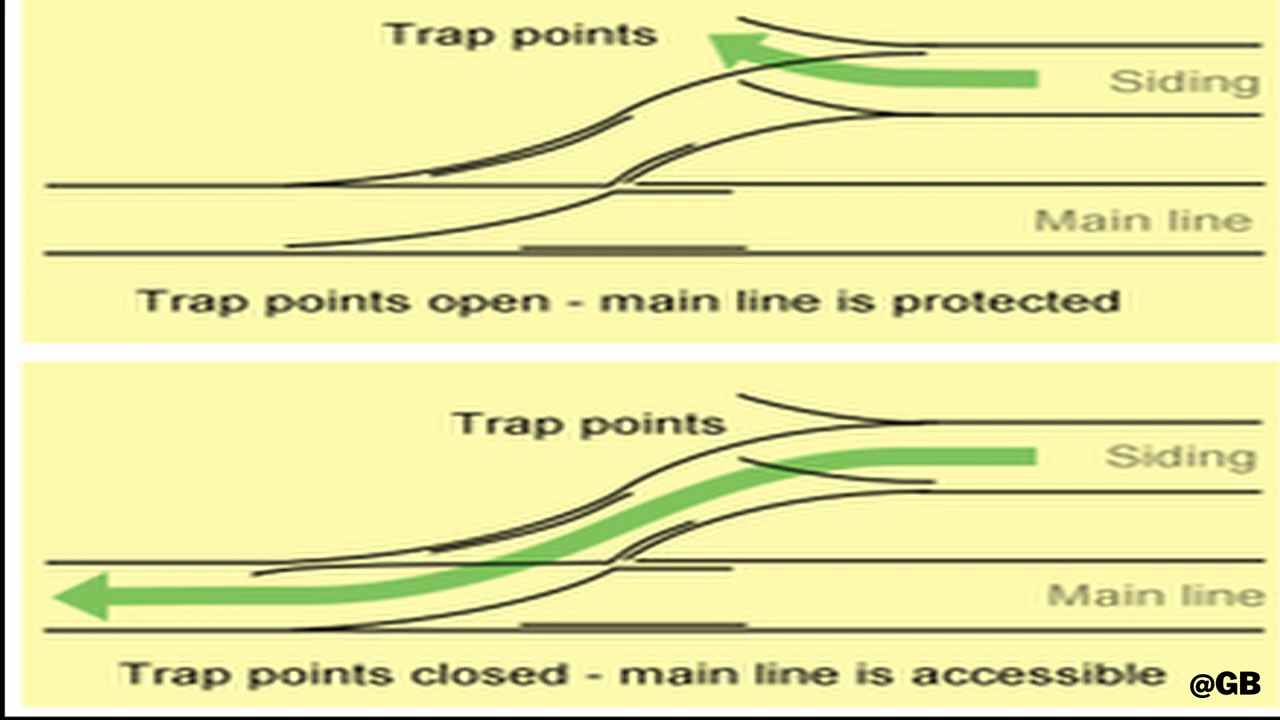 Trap points
Siding
Main line
Trap points open - main line is protected
Trap points
Siding
Main line
Trap points closed - main line is accessible
@GB